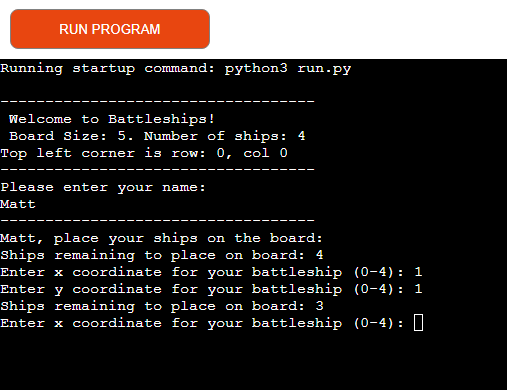 RUN PROGRAM
Running startup command: python3 run.py
-----------------------------------
Welcome to Battleships!
Board Size: 5. Number of ships: 4
Top left corner is row: 0, col 0
-----------------------------------
Please enter your name:
Matt
-----------------------------------
Matt, place your ships on the board:
Ships remaining to place on board: 4
Enter x coordinate for your battleship (0-4): 1
Enter y coordinate for your battleship (0-4): 1
Ships remaining to place on board: 3
Enter x coordinate for your battleship (0-4):